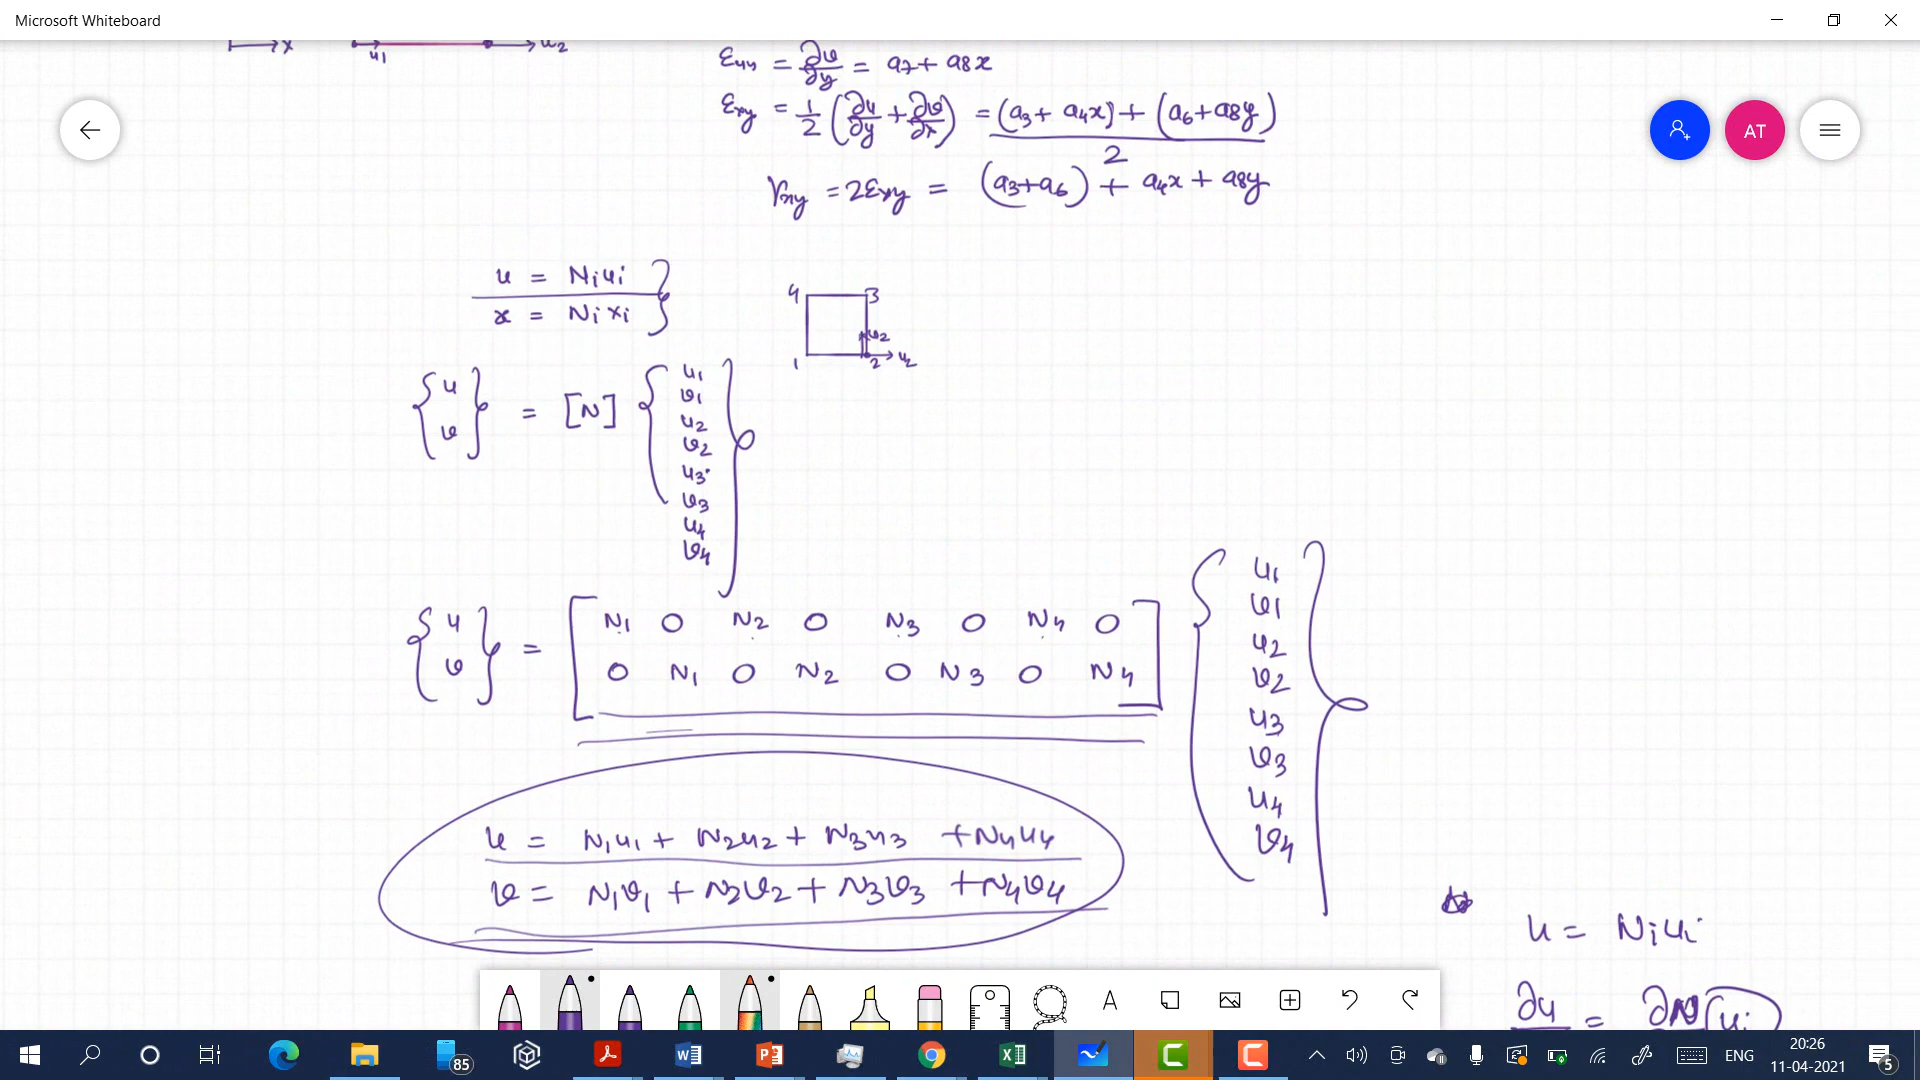 Microsoft Whiteboard
x u1 u2
εyy = ∂v/∂y = a7 + a8x
εxy = 1/2 (∂u/∂y + ∂v/∂x) = (a3 + a4x) + (a6 + a8y) / 2
γxy = 2εxy = (a3+a6) + a4x + a8y
AT
u = Niui
x = Nixi
4 3
v2
1 2 u2
{u v} = [N] {u1 v1 u2 v2 u3 v3 u4 v4}
{u v} = [N1 0 N2 0 N3 0 N4 0
0 N1 0 N2 0 N3 0 N4] {u1 v1 u2 v2 u3 v3 u4 v4}
u = N1u1 + N2u2 + N3u3 + N4u4
v = N1v1 + N2v2 + N3v3 + N4v4
u = Niui
∂u = ∂N ui
A
85
ENG
20:26
11-04-2021
5